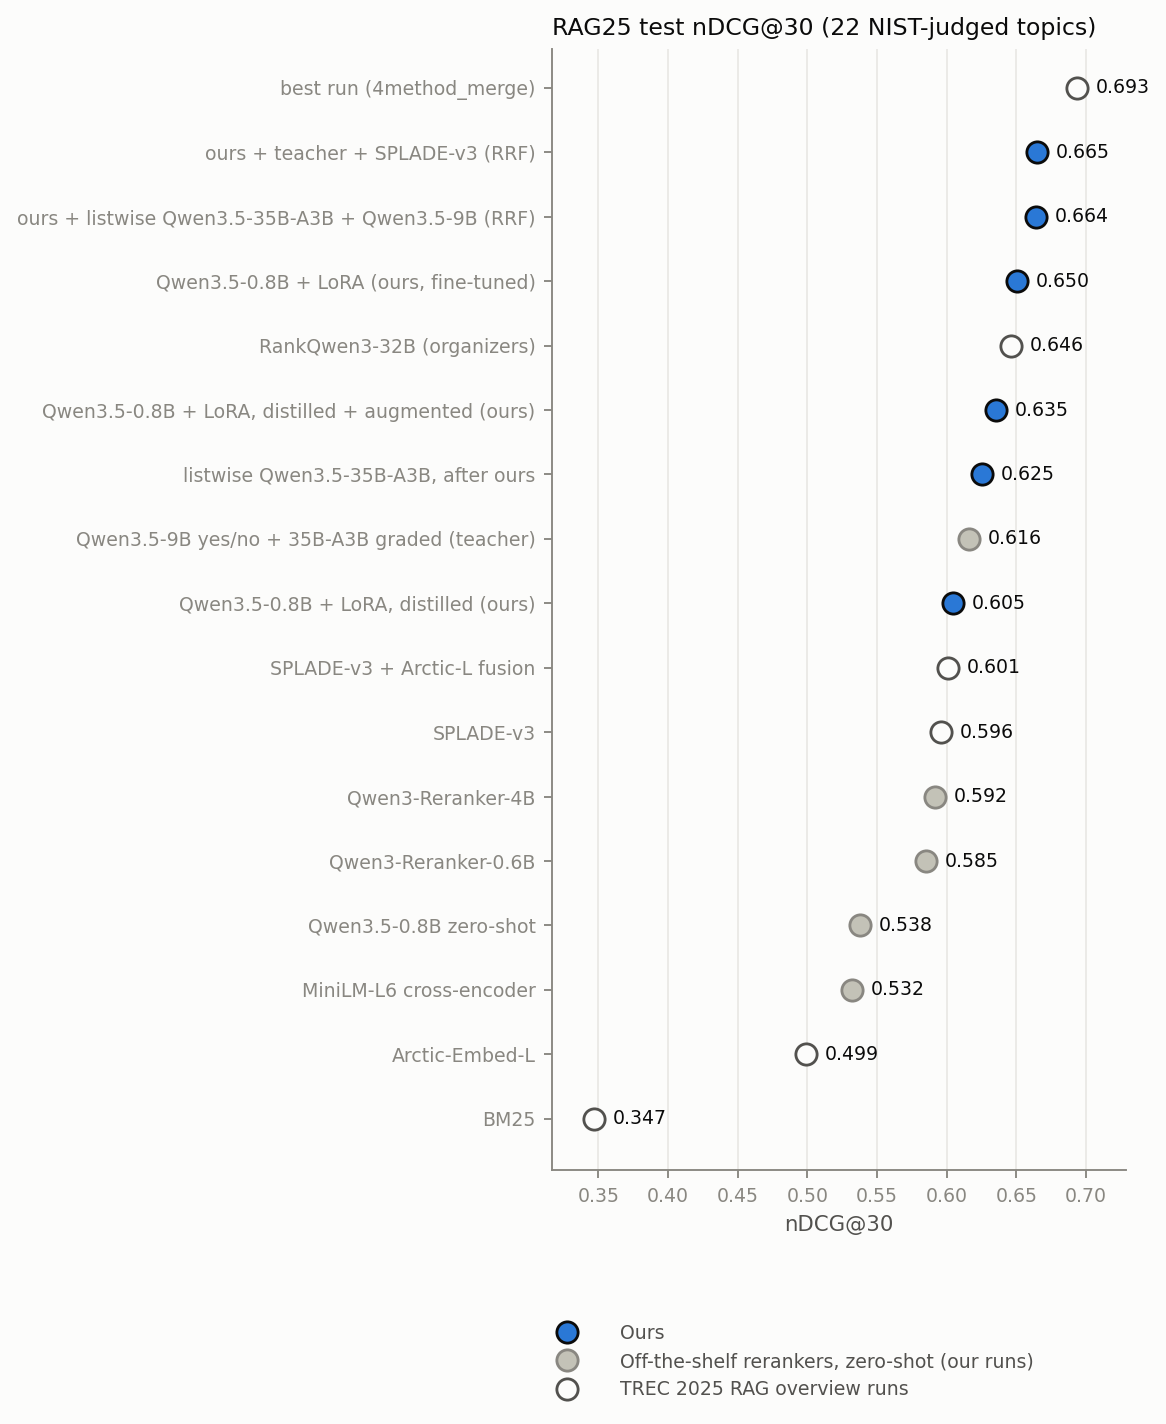 RAG25 test nDCG@30 (22 NIST-judged topics)
best run (4method_merge) 0.693
ours + teacher + SPLADE-v3 (RRF) 0.665
ours + listwise Qwen3.5-35B-A3B + Qwen3.5-9B (RRF) 0.664
Qwen3.5-0.8B + LoRA (ours, fine-tuned) 0.650
RankQwen3-32B (organizers) 0.646
Qwen3.5-0.8B + LoRA, distilled + augmented (ours) 0.635
listwise Qwen3.5-35B-A3B, after ours 0.625
Qwen3.5-9B yes/no + 35B-A3B graded (teacher) 0.616
Qwen3.5-0.8B + LoRA, distilled (ours) 0.605
SPLADE-v3 + Arctic-L fusion 0.601
SPLADE-v3 0.596
Qwen3-Reranker-4B 0.592
Qwen3-Reranker-0.6B 0.585
Qwen3.5-0.8B zero-shot 0.538
MiniLM-L6 cross-encoder 0.532
Arctic-Embed-L 0.499
BM25 0.347
0.35 0.40 0.45 0.50 0.55 0.60 0.65 0.70
nDCG@30
Ours
Off-the-shelf rerankers, zero-shot (our runs)
TREC 2025 RAG overview runs